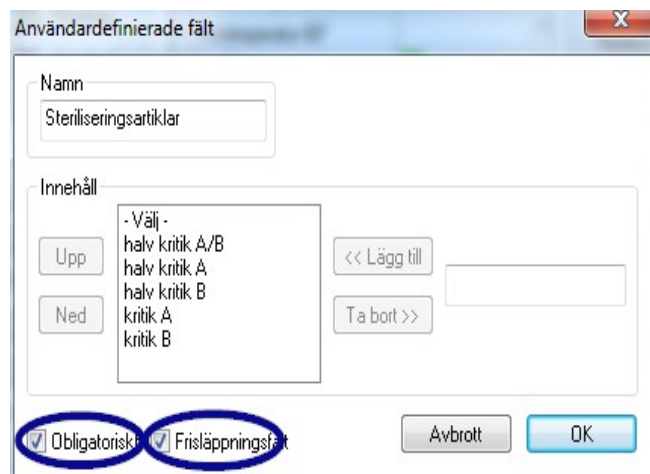 Användardefinierade fält
X
Namn
Steriliseringsartiklar
Innehåll
- Välj -
halv kritik A/B
halv kritik A
halv kritik B
kritik A
kritik B
Upp
Ned
<< Lägg till
Ta bort >>
Obligatoriskt
Frisläppningsfält
Avbrott
OK